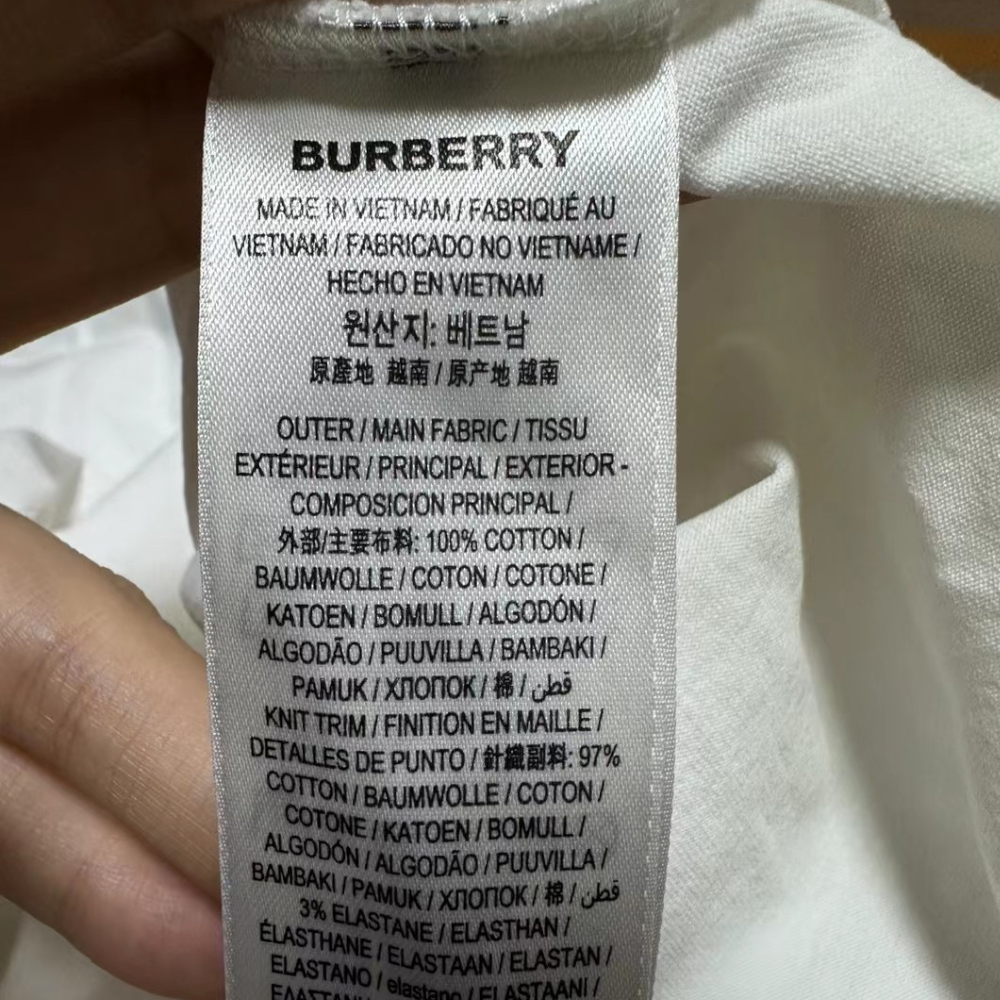 BURBERRY
MADE IN VIETNAM / FABRIQUÉ AU
VIETNAM / FABRICADO NO VIETNAME /
HECHO EN VIETNAM
원산지: 베트남
原產地 越南 / 原产地 越南
OUTER / MAIN FABRIC / TISSU
EXTÉRIEUR / PRINCIPAL / EXTERIOR -
COMPOSICION PRINCIPAL /
外部/主要布料: 100% COTTON /
BAUMWOLLE / COTON / COTONE /
KATOEN / BOMULL / ALGODÓN /
ALGODÃO / PUUVILLA / BAMBAKI /
PAMUK / ХЛОПОК / 棉 / قطن
KNIT TRIM / FINITION EN MAILLE /
DETALLES DE PUNTO / 針織副料: 97%
COTTON / BAUMWOLLE / COTON /
COTONE / KATOEN / BOMULL /
ALGODÓN / ALGODÃO / PUUVILLA /
BAMBAKI / PAMUK / ХЛОПОК / 棉 / قطن
3% ELASTANE / ELASTHAN /
ÉLASTHANE / ELASTAAN / ELASTAN /
ELASTANO / elastano / ELASTAANI /